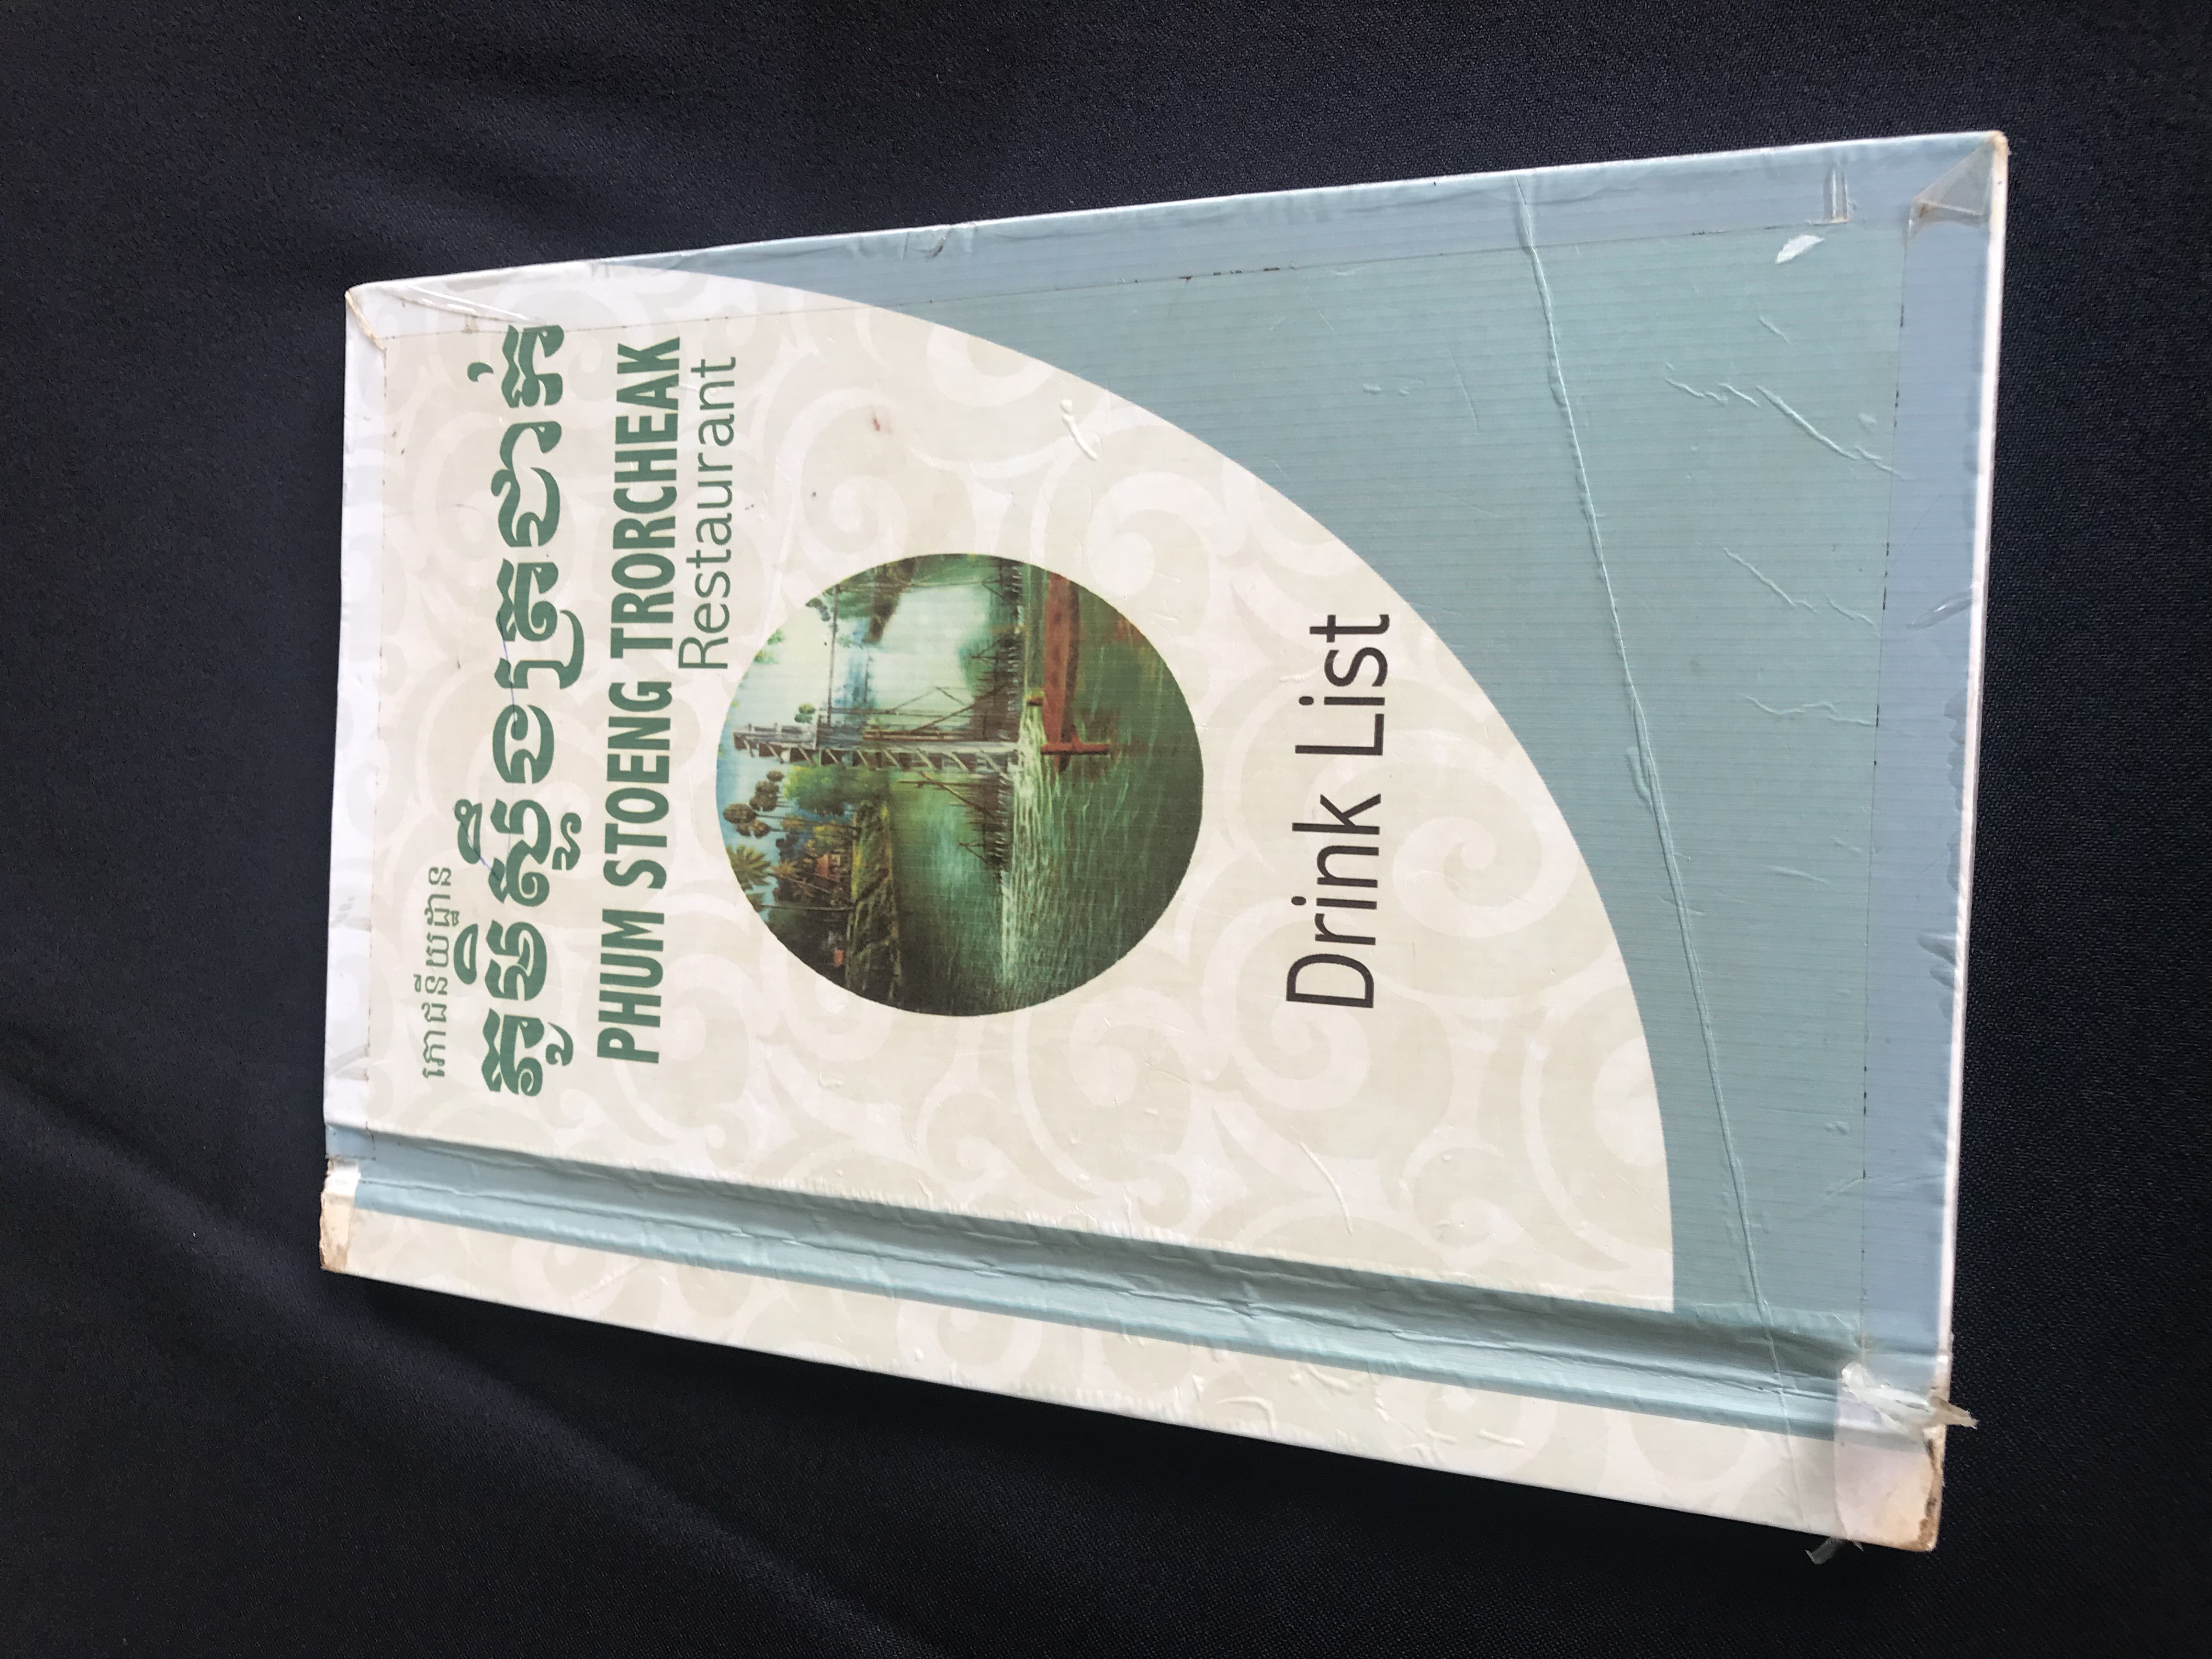 ភោជនីយដ្ឋាន
ភូមិស្ទឹងត្រជាក់
PHUM STOENG TRORCHEAK
Restaurant
Drink List